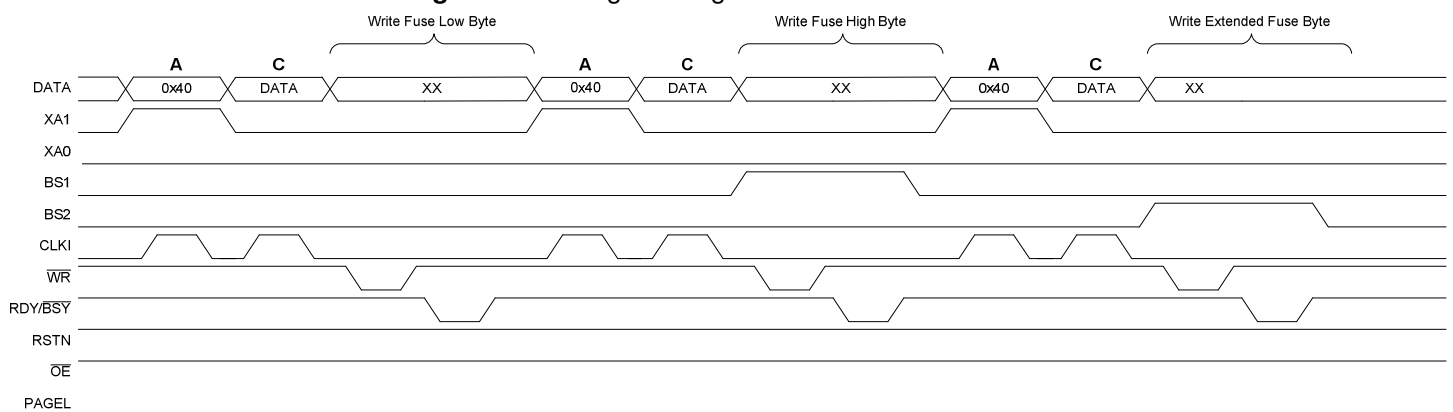 Write Fuse Low Byte Write Fuse High Byte Write Extended Fuse Byte
A C A C A C
DATA 0x40 DATA XX 0x40 DATA XX 0x40 DATA XX
XA1
XA0
BS1
BS2
CLKI
WR
RDY/BSY
RSTN
OE
PAGEL